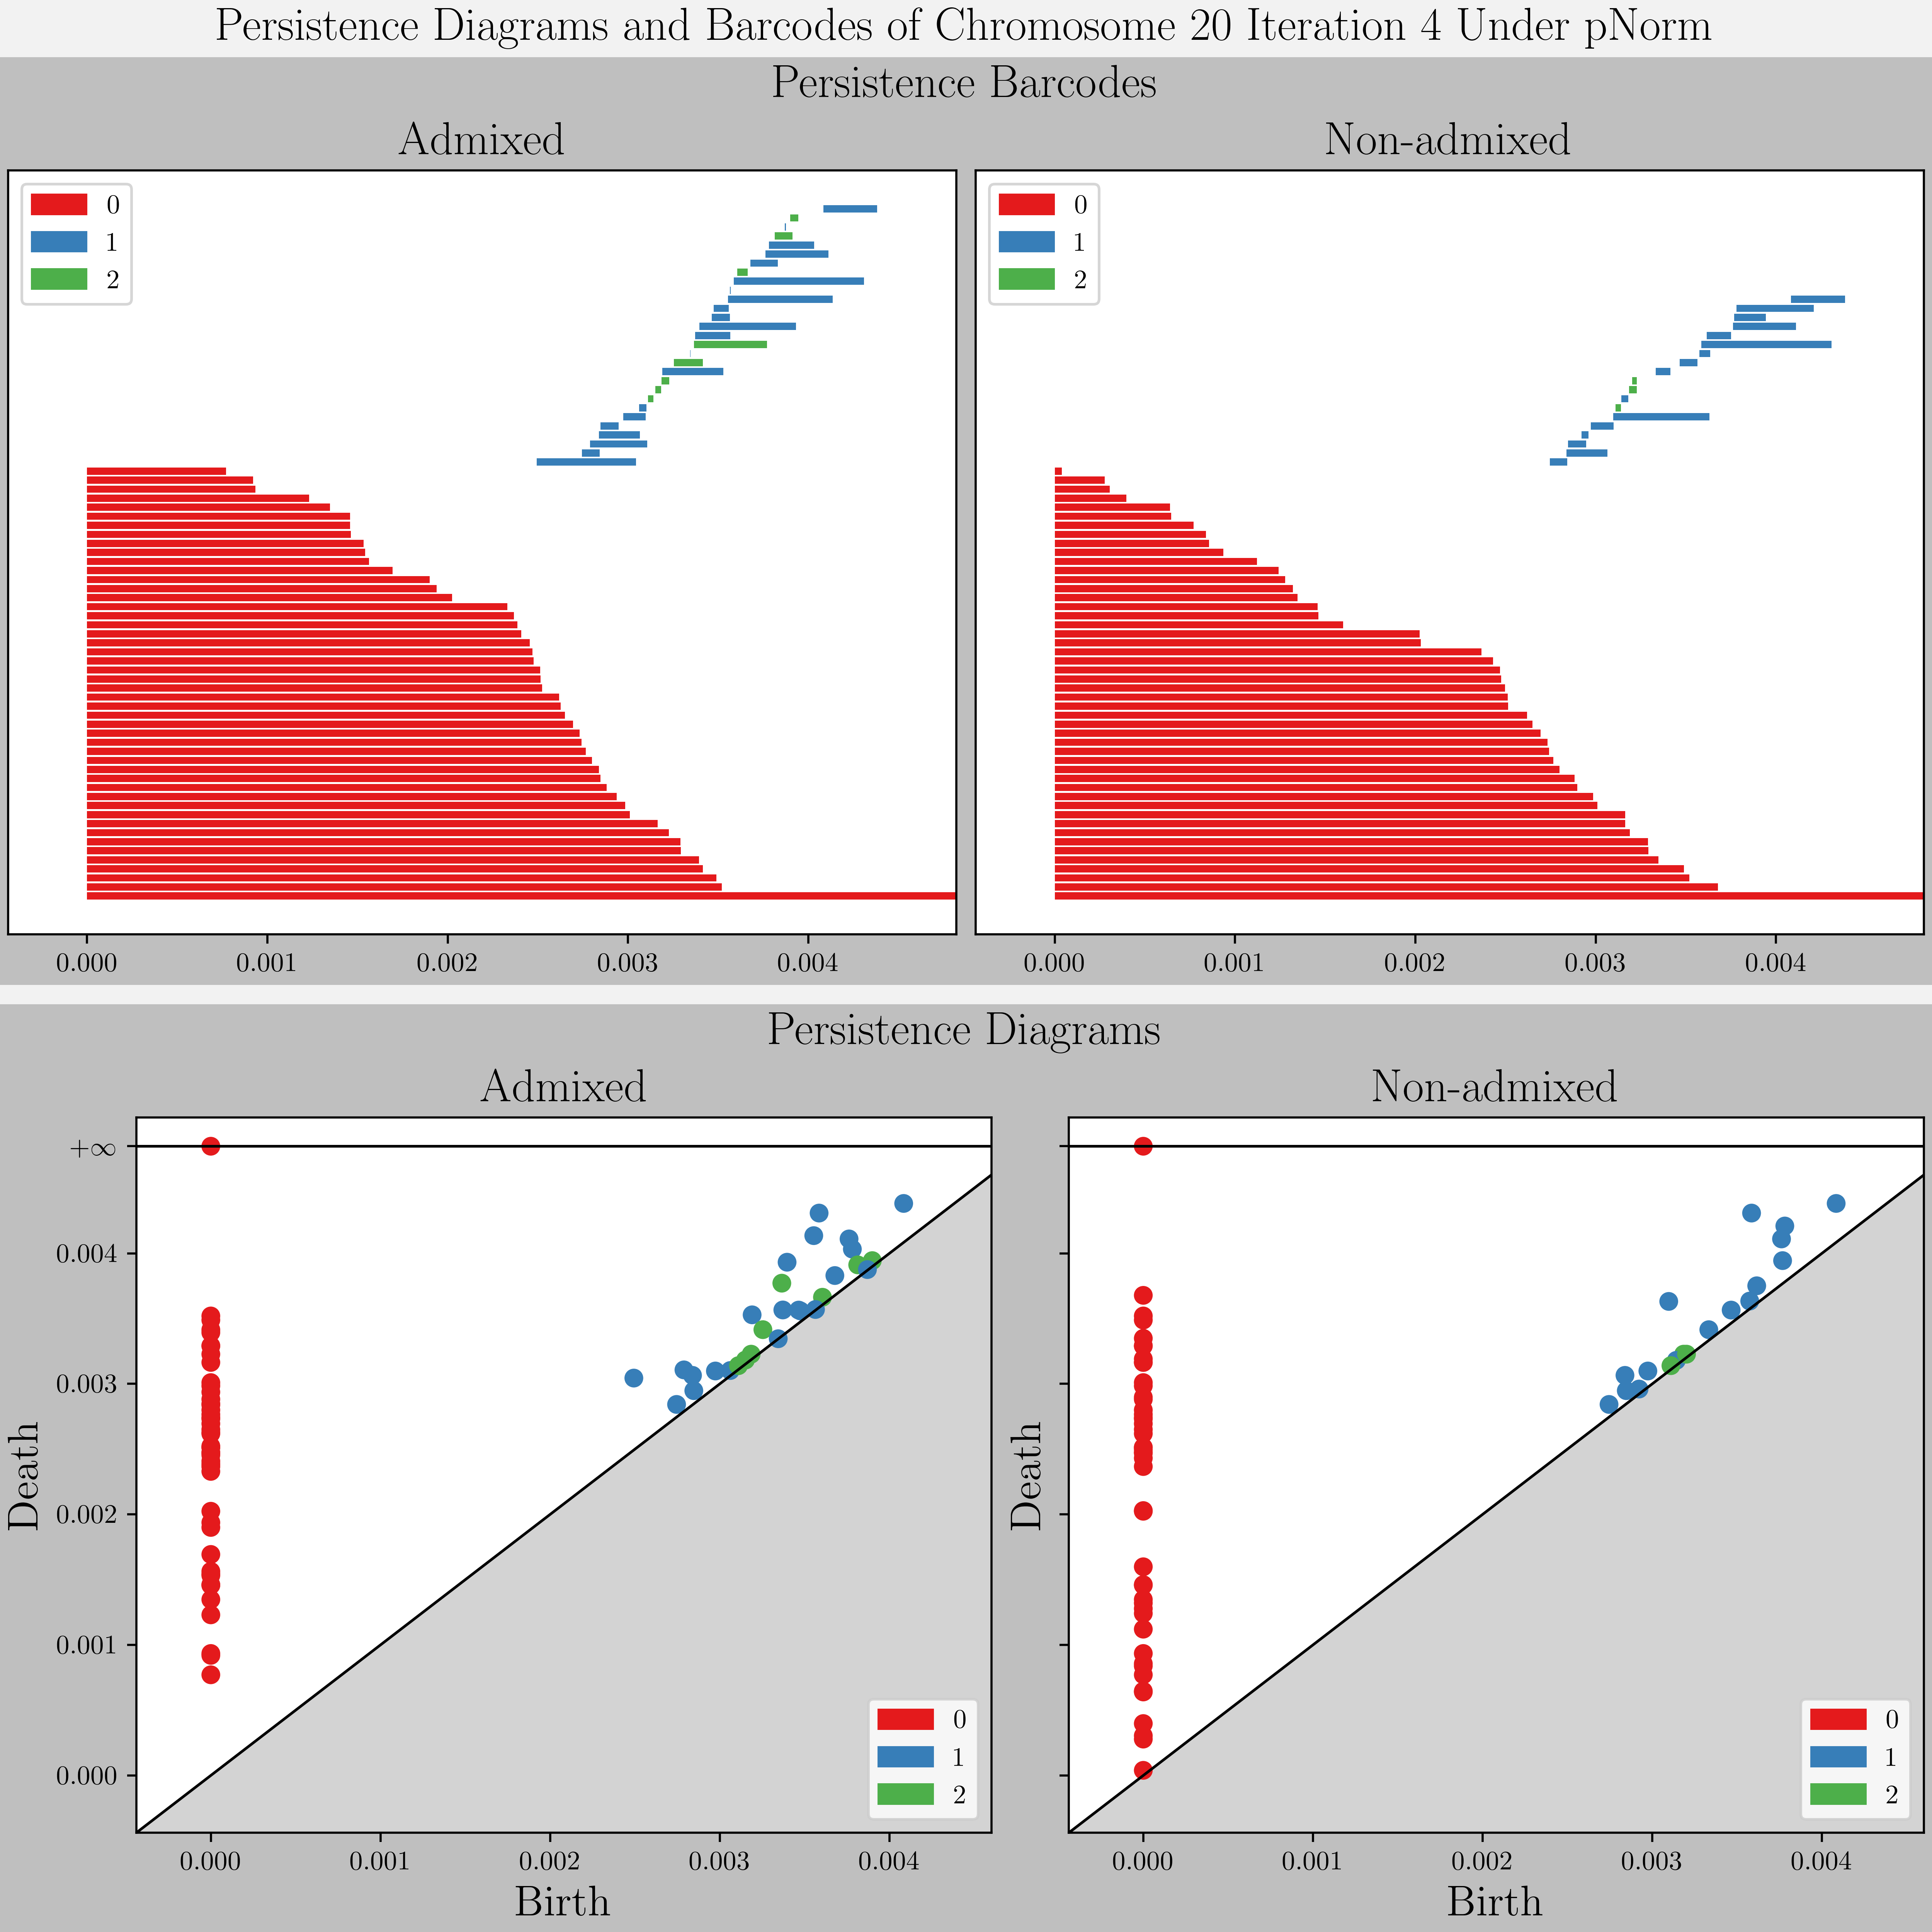 Persistence Diagrams and Barcodes of Chromosome 20 Iteration 4 Under pNorm
Persistence Barcodes
Admixed
0
1
2
0.000 0.001 0.002 0.003 0.004
Non-admixed
0
1
2
0.000 0.001 0.002 0.003 0.004
Persistence Diagrams
Admixed
+∞
0.004
0.003
0.002
0.001
0.000
Death
0
1
2
0.000 0.001 0.002 0.003 0.004
Birth
Non-admixed
Death
0
1
2
0.000 0.001 0.002 0.003 0.004
Birth